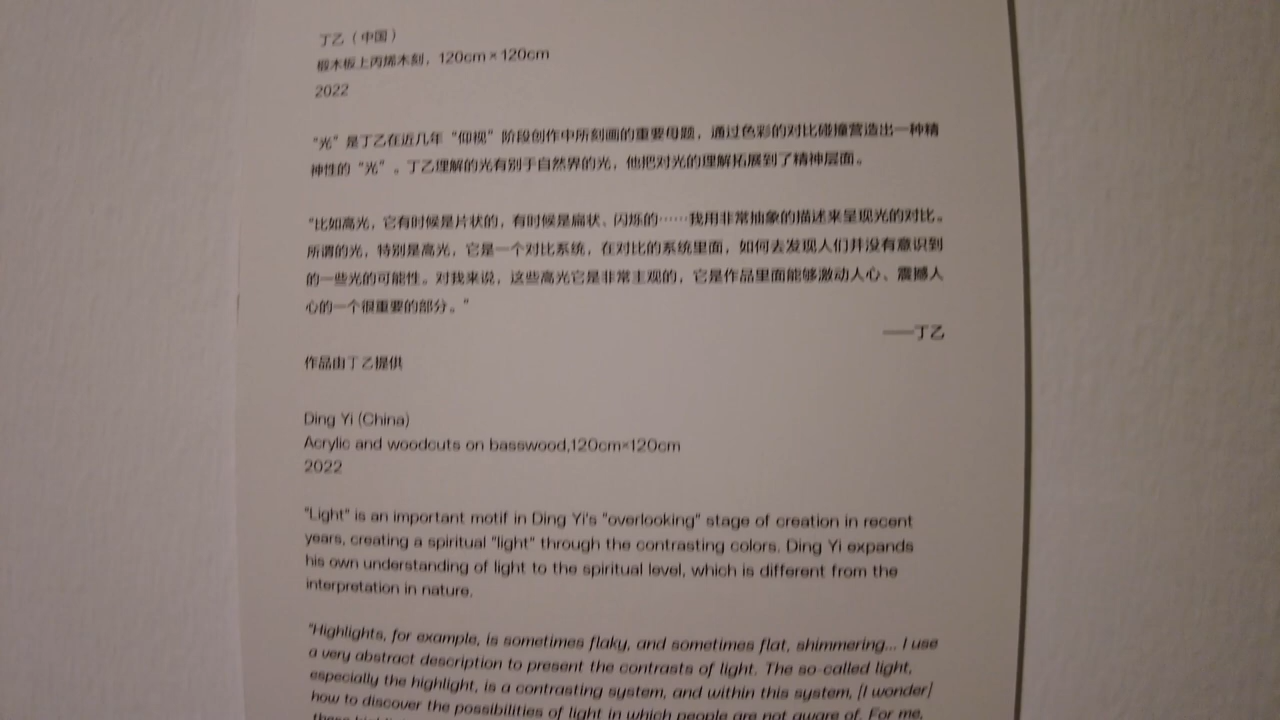 丁乙（中国）
椴木板上丙烯木刻，120cm×120cm
2022
“光”是丁乙在近几年“仰视”阶段创作中所刻画的重要母题，通过色彩的对比碰撞营造出一种精
神性的“光”。丁乙理解的光有别于自然界的光，他把对光的理解拓展到了精神层面。
“比如高光，它有时候是片状的，有时候是扁状、闪烁的……我用非常抽象的描述来呈现光的对比。
所谓的光，特别是高光，它是一个对比系统，在对比的系统里面，如何去发现人们并没有意识到
的一些光的可能性。对我来说，这些高光它是非常主观的，它是作品里面能够激动人心、震撼人
心的一个很重要的部分。”
——丁乙
作品由丁乙提供
Ding Yi (China)
Acrylic and woodcuts on basswood,120cm×120cm
2022
"Light" is an important motif in Ding Yi's "overlooking" stage of creation in recent
years, creating a spiritual "light" through the contrasting colors. Ding Yi expands
his own understanding of light to the spiritual level, which is different from the
interpretation in nature.
"Highlights, for example, is sometimes flaky, and sometimes flat, shimmering... I use
a very abstract description to present the contrasts of light. The so-called light,
especially the highlight, is a contrasting system, and within this system, [I wonder]
how to discover the possibilities of light in which people are not aware of. For me,